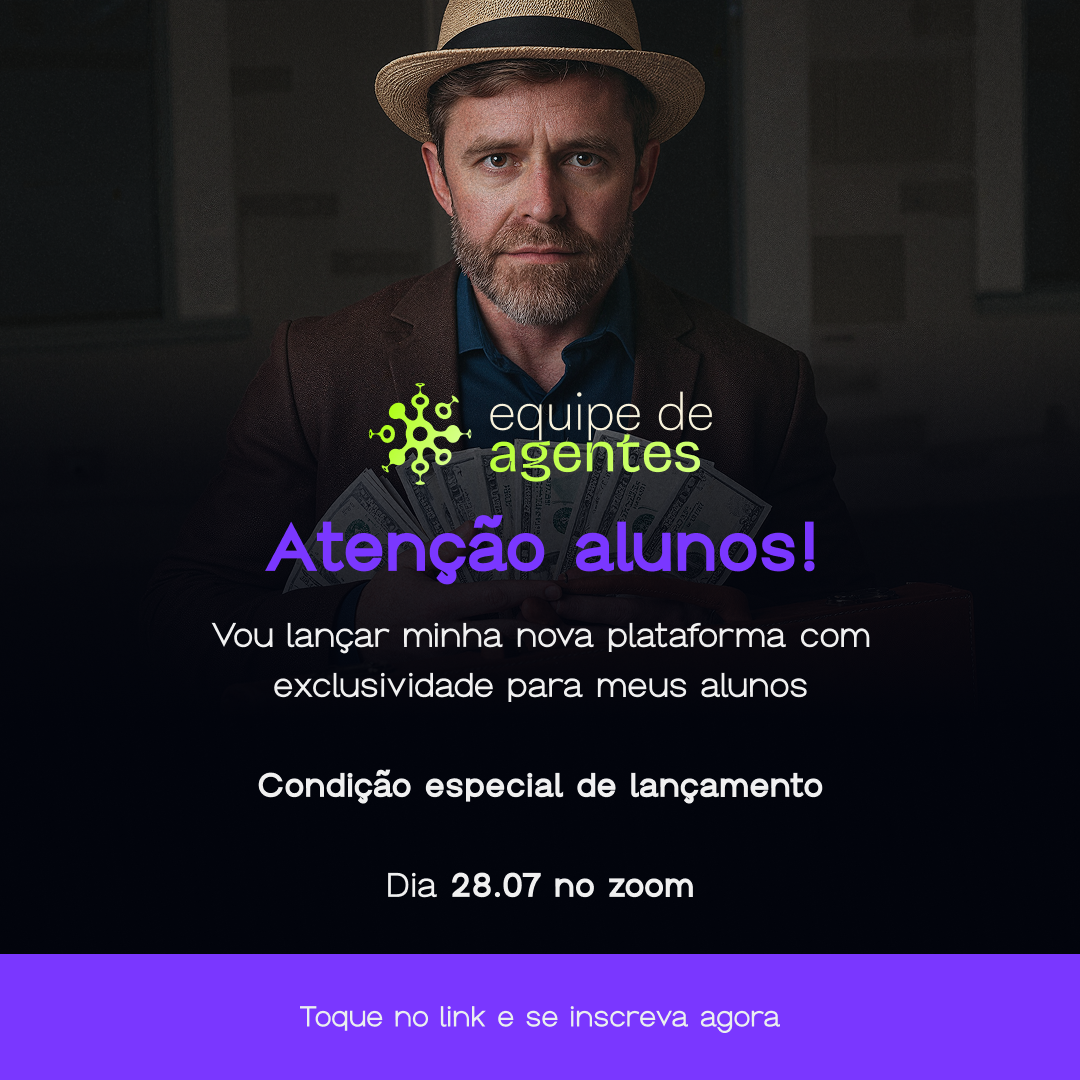 equipe de
agentes
Atenção alunos!
Vou lançar minha nova plataforma com
exclusividade para meus alunos
Condição especial de lançamento
Dia 28.07 no zoom
Toque no link e se inscreva agora